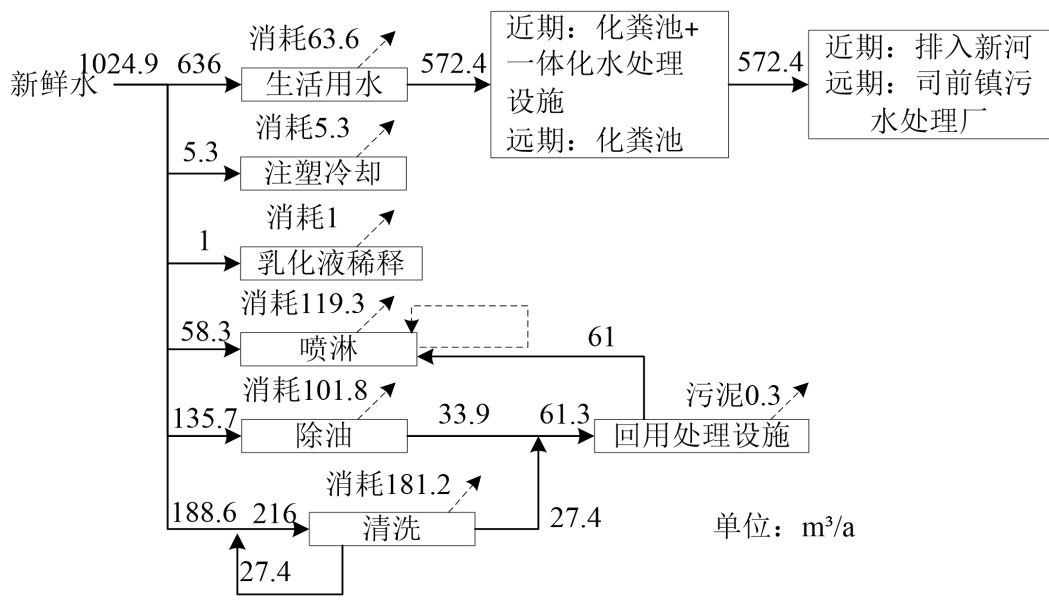 新鲜水
1024.9
636
消耗63.6
生活用水
572.4
近期：化粪池+
一体化水处理
设施
远期：化粪池
572.4
近期：排入新河
远期：司前镇污
水处理厂
消耗5.3
5.3
注塑冷却
消耗1
1
乳化液稀释
消耗119.3
58.3
喷淋
61
消耗101.8
135.7
除油
33.9
61.3
污泥0.3
回用处理设施
消耗181.2
188.6
216
清洗
27.4
27.4
单位：m³/a